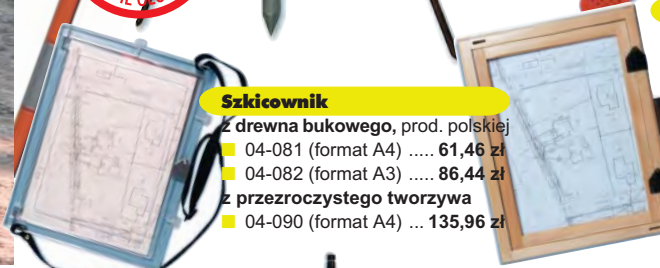 Szkicownik
z drewna bukowego, prod. polskiej
04-081 (format A4) ..... 61,46 zł
04-082 (format A3) ..... 86,44 zł
z przezroczystego tworzywa
04-090 (format A4) ... 135,96 zł